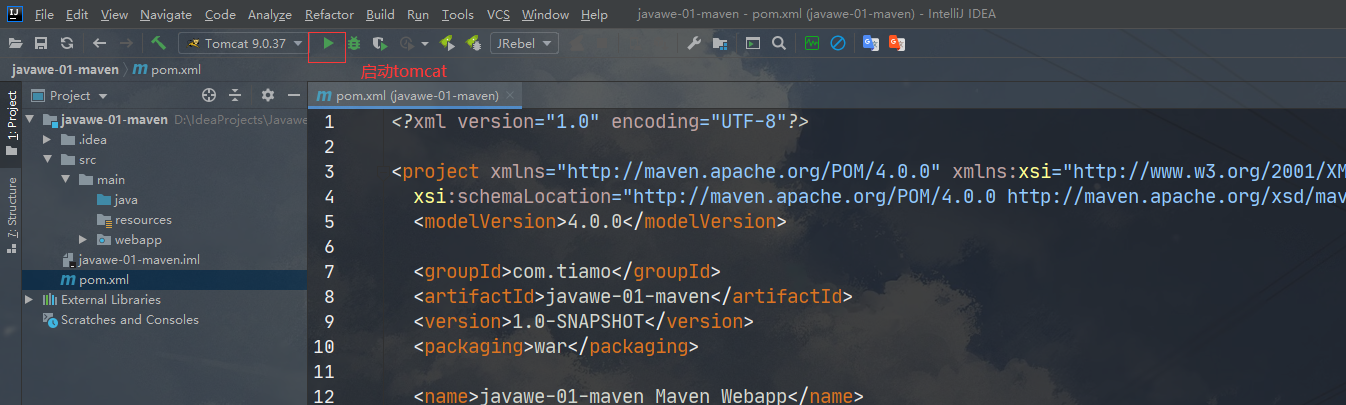 File Edit View Navigate Code Analyze Refactor Build Run Tools VCS Window Help javawe-01-maven - pom.xml (javawe-01-maven) - IntelliJ IDEA
Tomcat 9.0.37 JRebel
javawe-01-maven pom.xml 启动tomcat
Project
pom.xml (javawe-01-maven)
1: Project
7: Structure
javawe-01-maven D:\IdeaProjects\Javawe
.idea
src
main
java
resources
webapp
javawe-01-maven.iml
pom.xml
External Libraries
Scratches and Consoles
1 <?xml version="1.0" encoding="UTF-8"?>
2
3 <project xmlns="http://maven.apache.org/POM/4.0.0" xmlns:xsi="http://www.w3.org/2001/XM
4 xsi:schemaLocation="http://maven.apache.org/POM/4.0.0 http://maven.apache.org/xsd/mav
5 <modelVersion>4.0.0</modelVersion>
6
7 <groupId>com.tiamo</groupId>
8 <artifactId>javawe-01-maven</artifactId>
9 <version>1.0-SNAPSHOT</version>
10 <packaging>war</packaging>
11
12 <name>javawe-01-maven Maven Webapp</name>